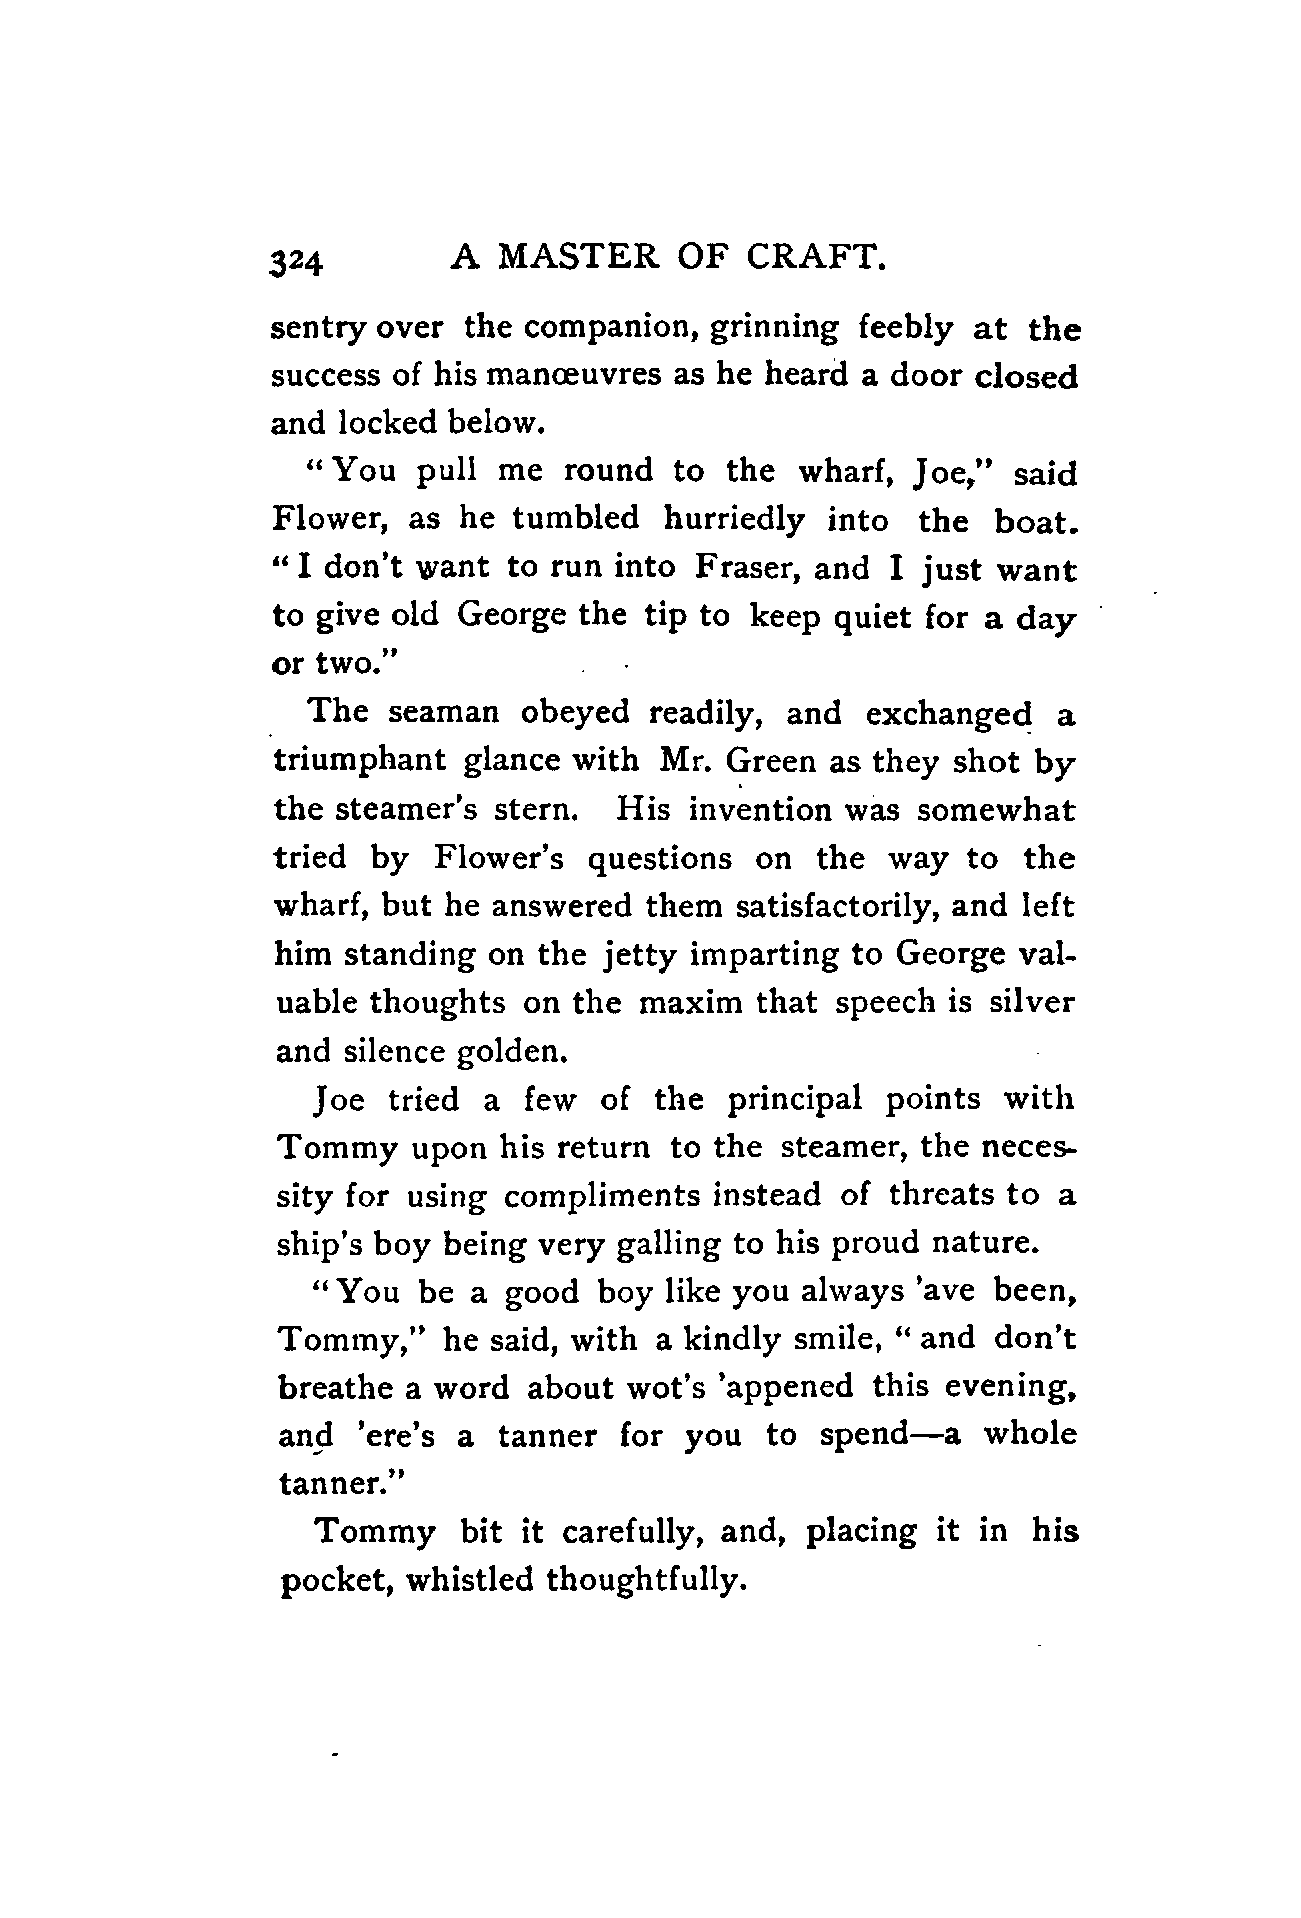 324 A MASTER OF CRAFT.
sentry over the companion, grinning feebly at the
success of his manœuvres as he heard a door closed
and locked below.
“You pull me round to the wharf, Joe,” said
Flower, as he tumbled hurriedly into the boat.
“I don't want to run into Fraser, and I just want
to give old George the tip to keep quiet for a day
or two.”
The seaman obeyed readily, and exchanged a
triumphant glance with Mr. Green as they shot by
the steamer's stern. His invention was somewhat
tried by Flower's questions on the way to the
wharf, but he answered them satisfactorily, and left
him standing on the jetty imparting to George val-
uable thoughts on the maxim that speech is silver
and silence golden.
Joe tried a few of the principal points with
Tommy upon his return to the steamer, the neces-
sity for using compliments instead of threats to a
ship's boy being very galling to his proud nature.
“You be a good boy like you always 'ave been,
Tommy,” he said, with a kindly smile, “and don't
breathe a word about wot's 'appened this evening,
and 'ere's a tanner for you to spend—a whole
tanner.”
Tommy bit it carefully, and, placing it in his
pocket, whistled thoughtfully.